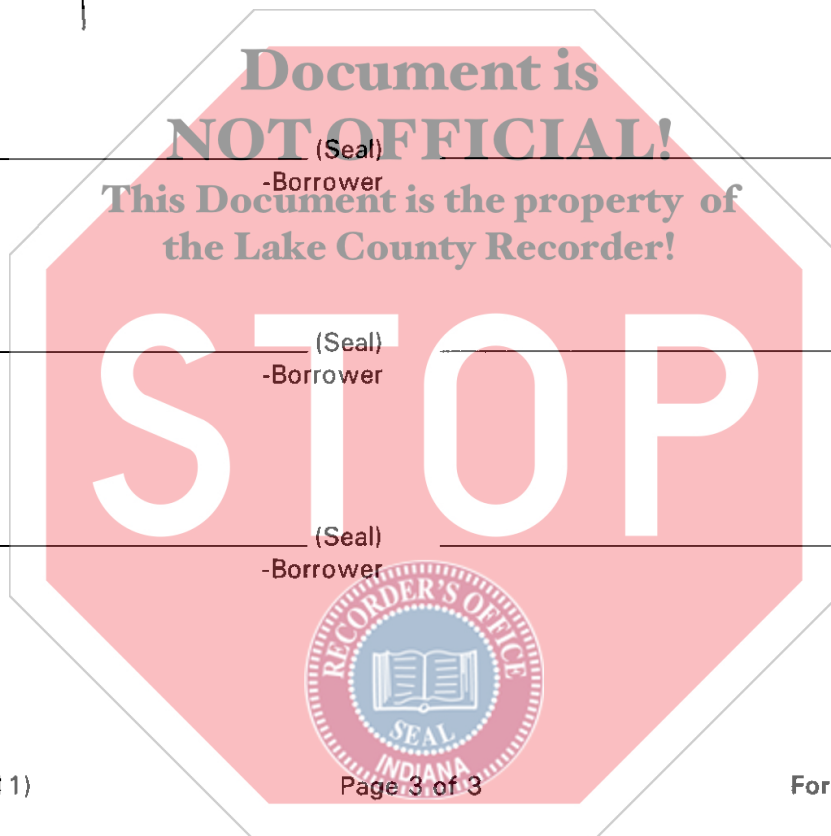 Document is
NOT OFFICIAL!
(Seal)
-Borrower
This Document is the property of
the Lake County Recorder!
STOP
(Seal)
-Borrower
(Seal)
-Borrower
RECORDER'S OFFICE
SEAL
INDIANA
1)
Page 3 of 3
For